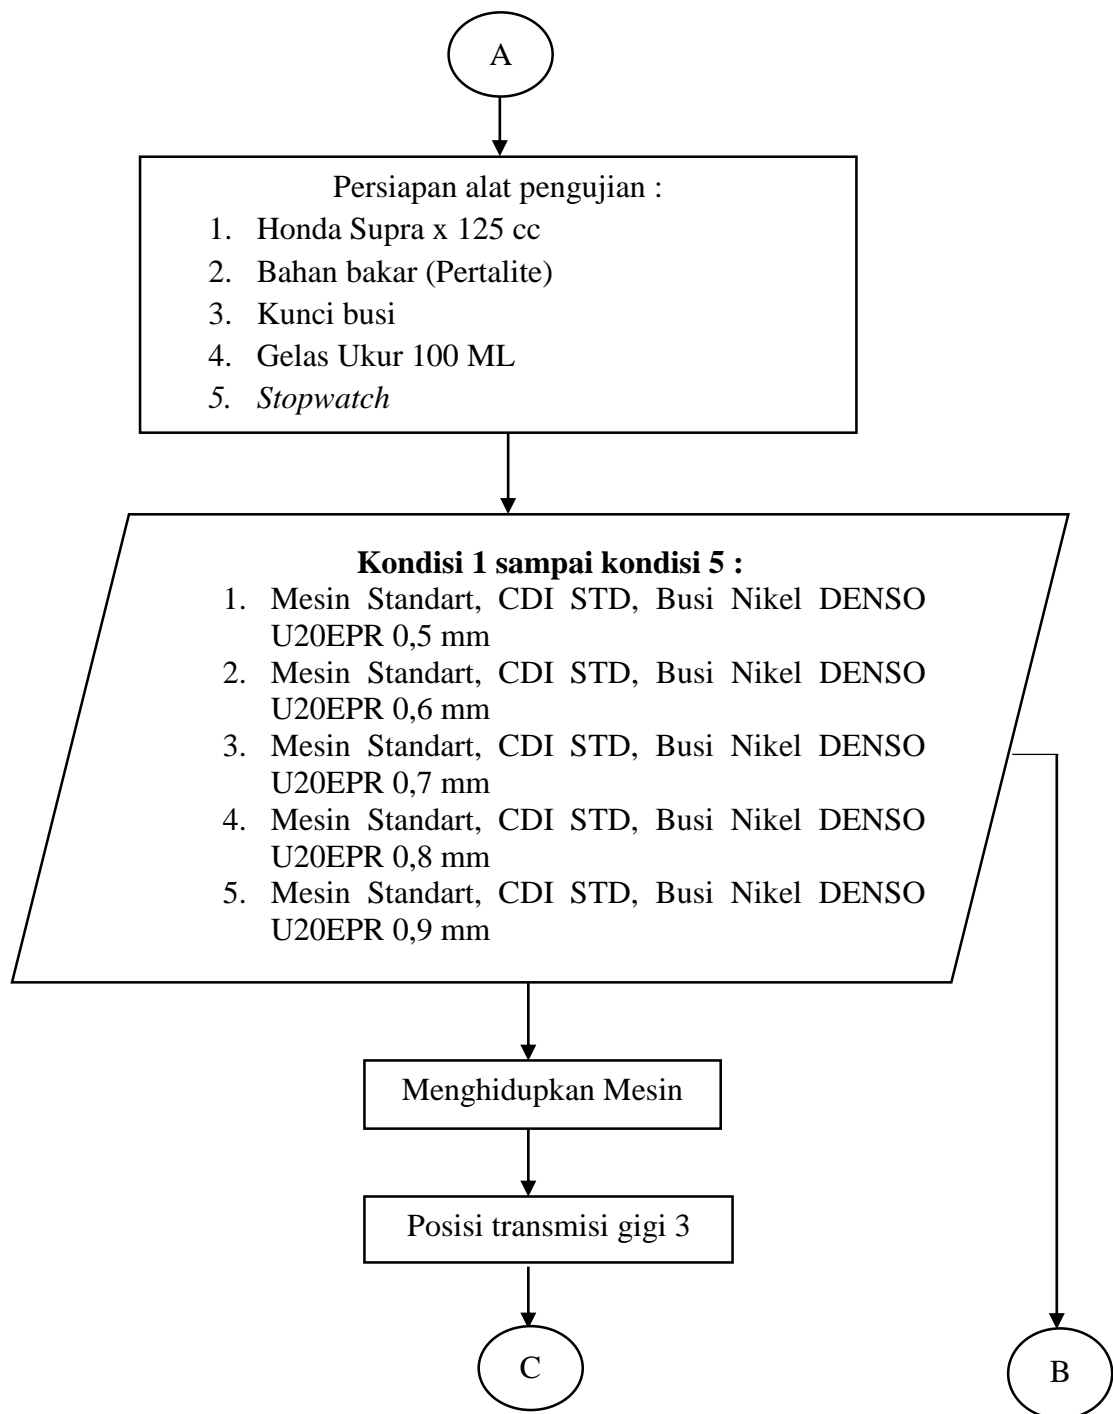 A
Persiapan alat pengujian :
1. Honda Supra x 125 cc
2. Bahan bakar (Pertalite)
3. Kunci busi
4. Gelas Ukur 100 ML
5. Stopwatch
Kondisi 1 sampai kondisi 5 :
1. Mesin Standart, CDI STD, Busi Nikel DENSO
U20EPR 0,5 mm
2. Mesin Standart, CDI STD, Busi Nikel DENSO
U20EPR 0,6 mm
3. Mesin Standart, CDI STD, Busi Nikel DENSO
U20EPR 0,7 mm
4. Mesin Standart, CDI STD, Busi Nikel DENSO
U20EPR 0,8 mm
5. Mesin Standart, CDI STD, Busi Nikel DENSO
U20EPR 0,9 mm
Menghidupkan Mesin
Posisi transmisi gigi 3
C
B